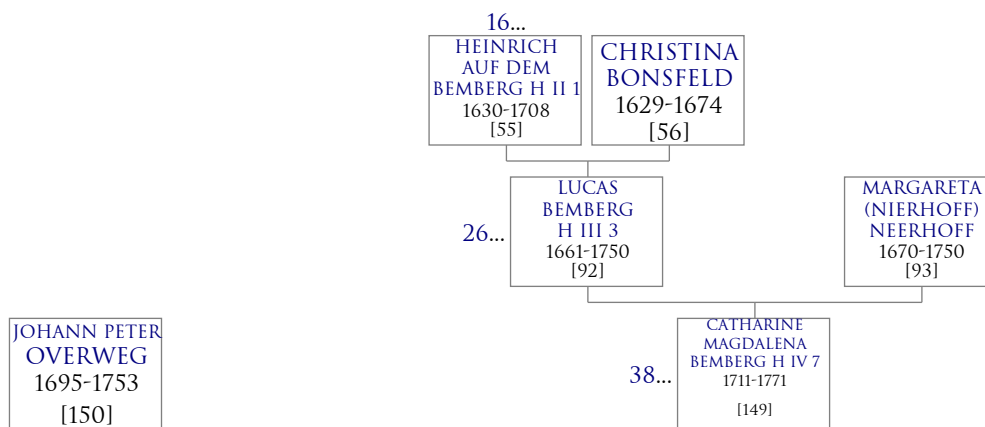 16...
HEINRICH
AUF DEM
BEMBERG H II 1
1630-1708
[55]
CHRISTINA
BONSFELD
1629-1674
[56]
26...
LUCAS
BEMBERG
H III 3
1661-1750
[92]
MARGARETA
(NIERHOFF)
NEERHOFF
1670-1750
[93]
JOHANN PETER
OVERWEG
1695-1753
[150]
38...
CATHARINE
MAGDALENA
BEMBERG H IV 7
1711-1771
[149]